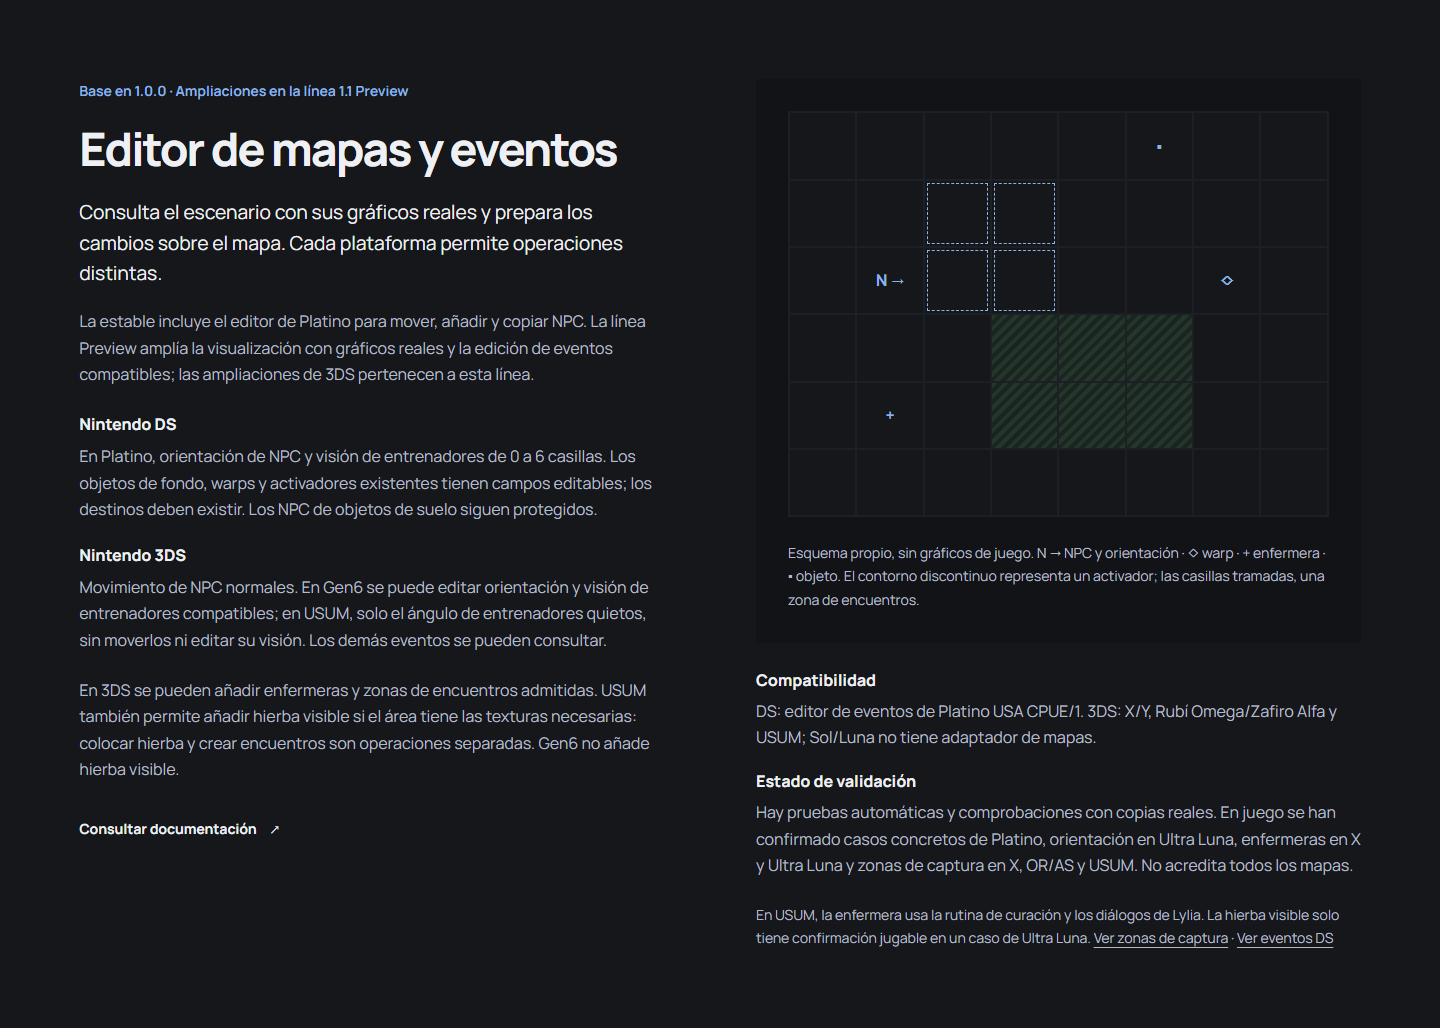 Base en 1.0.0 · Ampliaciones en la línea 1.1 Preview
Editor de mapas y eventos
Consulta el escenario con sus gráficos reales y prepara los
cambios sobre el mapa. Cada plataforma permite operaciones
distintas.
La estable incluye el editor de Platino para mover, añadir y copiar NPC. La línea
Preview amplía la visualización con gráficos reales y la edición de eventos
compatibles; las ampliaciones de 3DS pertenecen a esta línea.
Nintendo DS
En Platino, orientación de NPC y visión de entrenadores de 0 a 6 casillas. Los
objetos de fondo, warps y activadores existentes tienen campos editables; los
destinos deben existir. Los NPC de objetos de suelo siguen protegidos.
Nintendo 3DS
Movimiento de NPC normales. En Gen6 se puede editar orientación y visión de
entrenadores compatibles; en USUM, solo el ángulo de entrenadores quietos,
sin moverlos ni editar su visión. Los demás eventos se pueden consultar.
En 3DS se pueden añadir enfermeras y zonas de encuentros admitidas. USUM
también permite añadir hierba visible si el área tiene las texturas necesarias:
colocar hierba y crear encuentros son operaciones separadas. Gen6 no añade
hierba visible.
Consultar documentación ↗
▪
N →
◇
+
Esquema propio, sin gráficos de juego. N → NPC y orientación · ◇ warp · + enfermera ·
▪ objeto. El contorno discontinuo representa un activador; las casillas tramadas, una
zona de encuentros.
Compatibilidad
DS: editor de eventos de Platino USA CPUE/1. 3DS: X/Y, Rubí Omega/Zafiro Alfa y
USUM; Sol/Luna no tiene adaptador de mapas.
Estado de validación
Hay pruebas automáticas y comprobaciones con copias reales. En juego se han
confirmado casos concretos de Platino, orientación en Ultra Luna, enfermeras en X
y Ultra Luna y zonas de captura en X, OR/AS y USUM. No acredita todos los mapas.
En USUM, la enfermera usa la rutina de curación y los diálogos de Lylia. La hierba visible solo
tiene confirmación jugable en un caso de Ultra Luna. Ver zonas de captura · Ver eventos DS